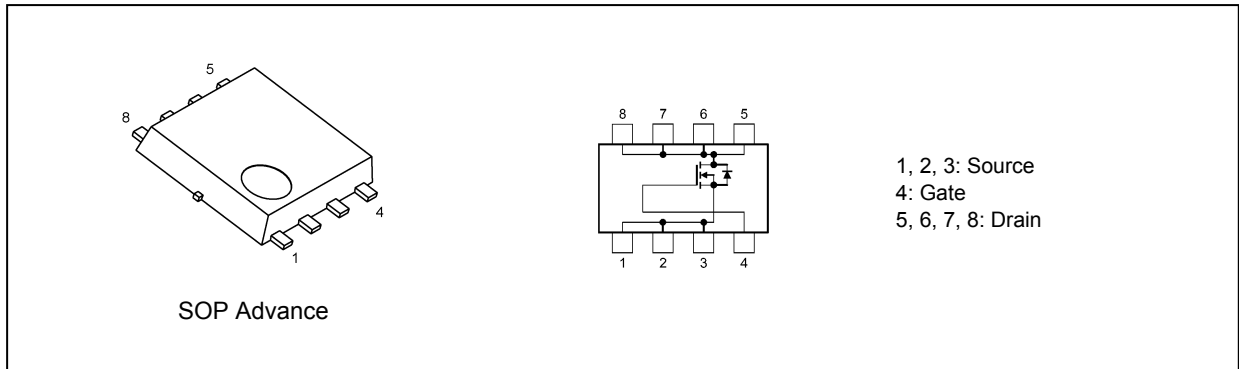 5
8
4
1
SOP Advance
8 7 6 5
1 2 3 4
1, 2, 3: Source
4: Gate
5, 6, 7, 8: Drain